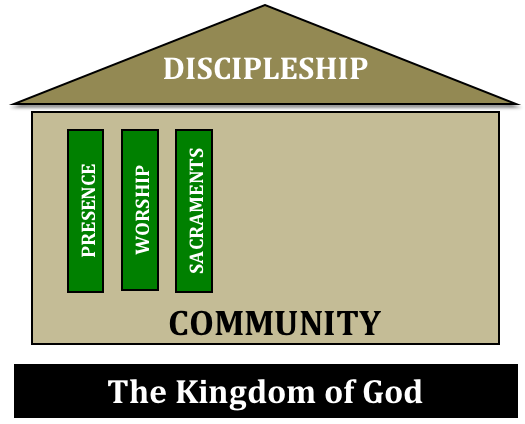 DISCIPLESHIP
PRESENCE
WORSHIP
SACRAMENTS
COMMUNITY
The Kingdom of God